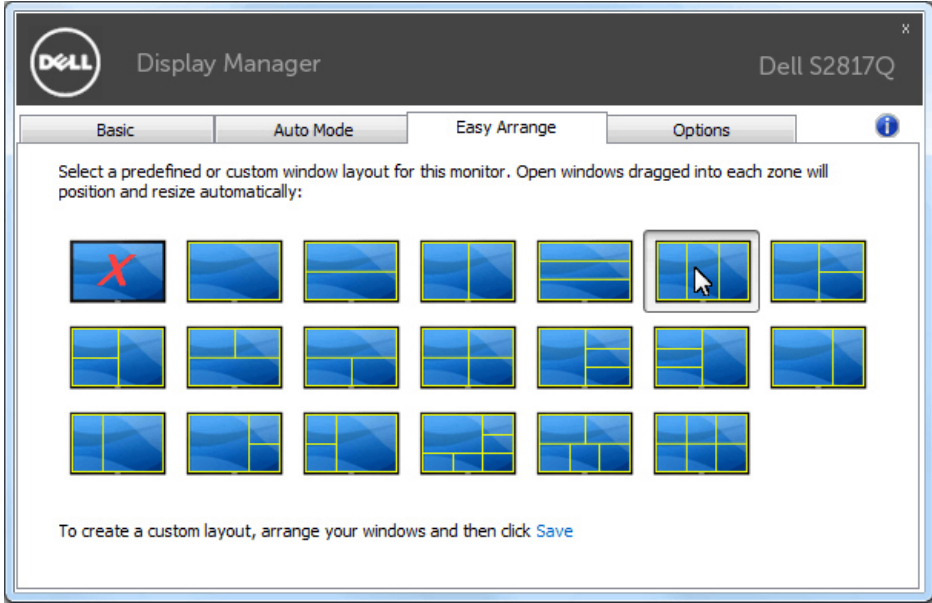 x
DELL
Display Manager
Dell S2817Q
Basic
Auto Mode
Easy Arrange
Options
i
Select a predefined or custom window layout for this monitor. Open windows dragged into each zone will
position and resize automatically:
X
To create a custom layout, arrange your windows and then click Save